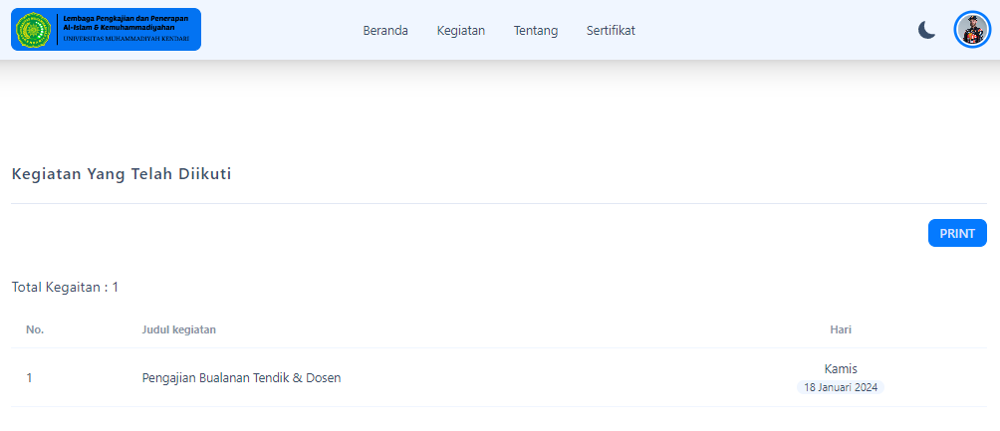 Lembaga Pengkajian dan Penerapan
Al-Islam & Kemuhammadiyahan
UNIVERSITAS MUHAMMADIYAH KENDARI
Beranda Kegiatan Tentang Sertifikat
Kegiatan Yang Telah Diikuti
PRINT
Total Kegaitan : 1
No. Judul kegiatan Hari
1 Pengajian Bualanan Tendik & Dosen Kamis
18 Januari 2024